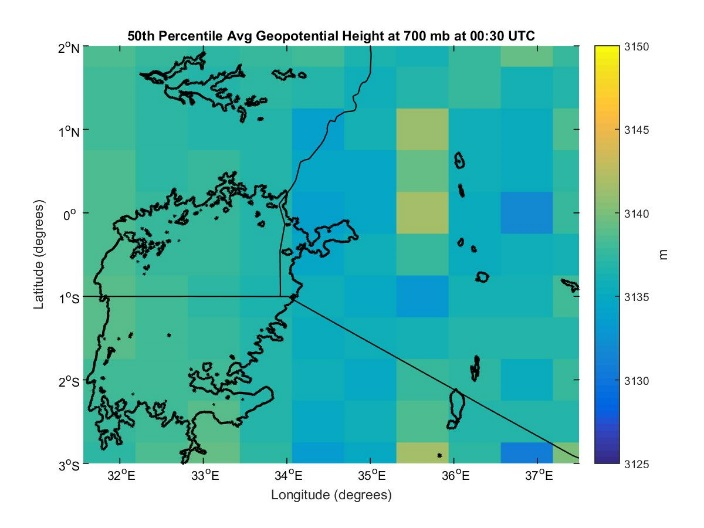 50th Percentile Avg Geopotential Height at 700 mb at 00:30 UTC
2°N
1°N
0°
1°S
2°S
3°S
Latitude (degrees)
32°E 33°E 34°E 35°E 36°E 37°E
Longitude (degrees)
3150
3145
3140
3135
3130
3125
m